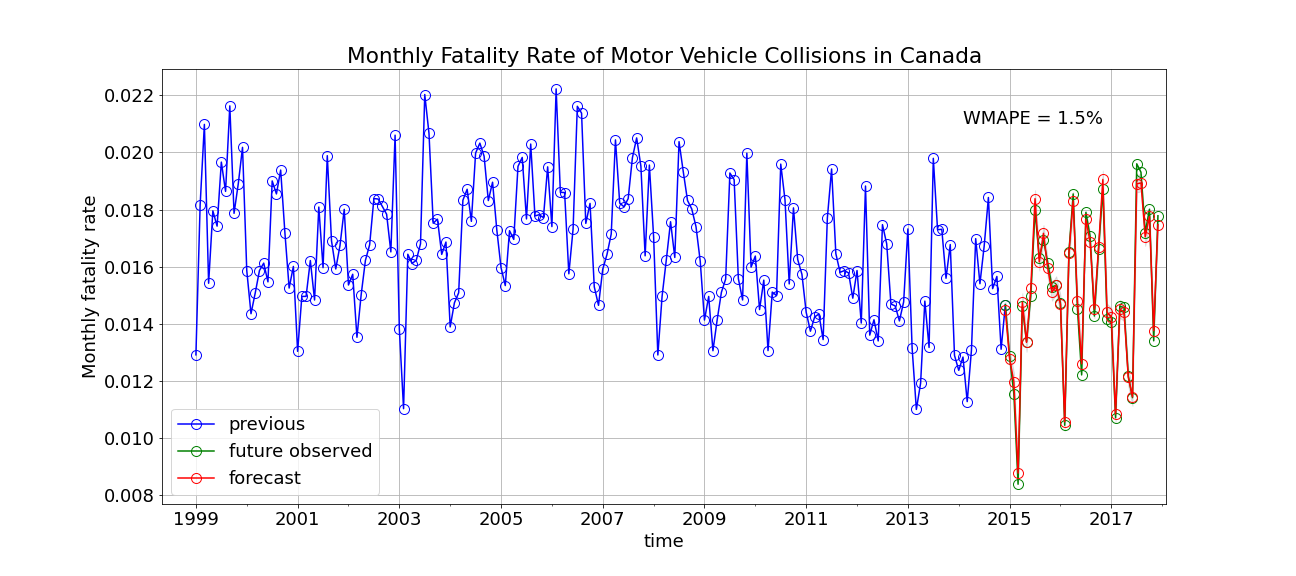 Monthly Fatality Rate of Motor Vehicle Collisions in Canada
WMAPE = 1.5%
Monthly fatality rate
0.022
0.020
0.018
0.016
0.014
0.012
0.010
0.008
previous
future observed
forecast
1999 2001 2003 2005 2007 2009 2011 2013 2015 2017
time